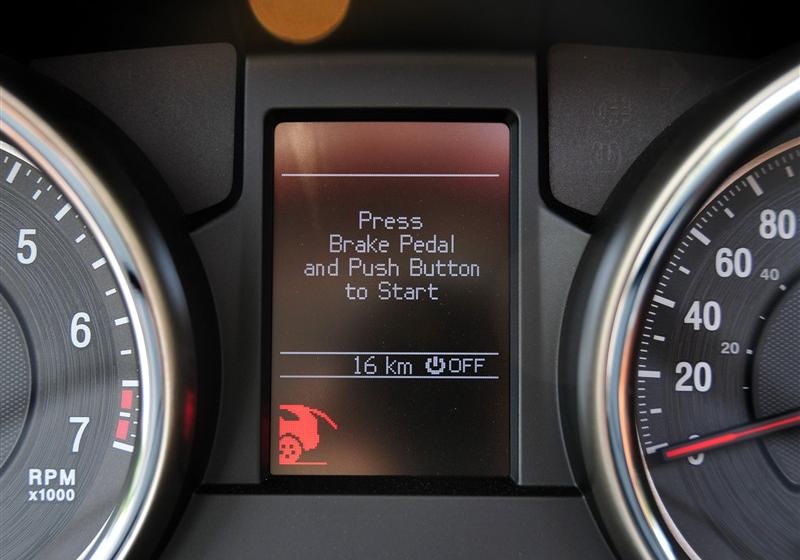 Press
Brake Pedal
and Push Button
to Start
16 km OFF
5
6
7
RPM
x1000
80
60
40
40
20
20
0